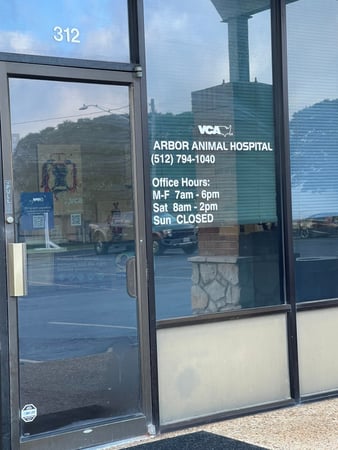 312
VCA
ARBOR ANIMAL HOSPITAL
(512) 794-1040
Office Hours:
M-F 7am - 6pm
Sat 8am - 2pm
Sun CLOSED